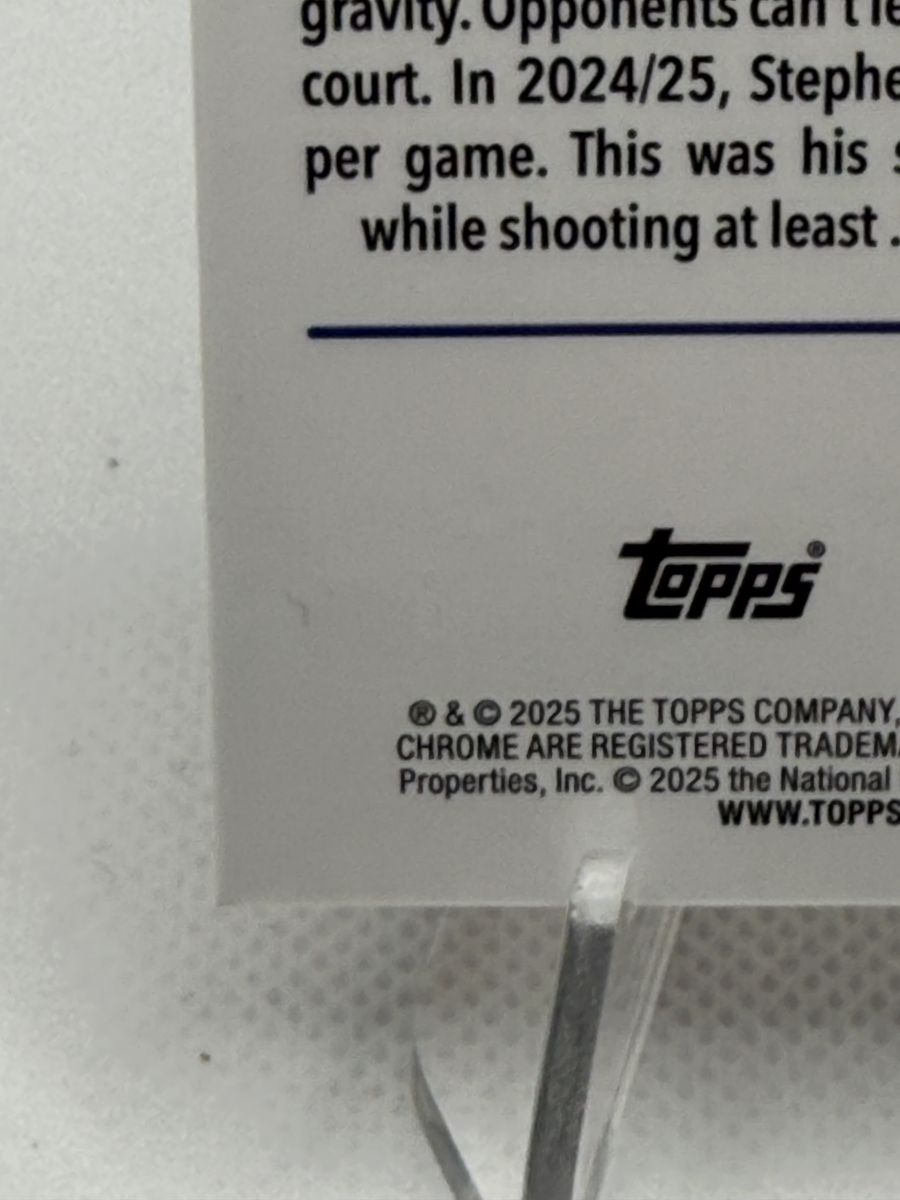 gravity. Opponents can't le
court. In 2024/25, Stephe
per game. This was his s
while shooting at least .
Topps®
® & © 2025 THE TOPPS COMPANY,
CHROME ARE REGISTERED TRADEMA
Properties, Inc. © 2025 the National
WWW.TOPPS